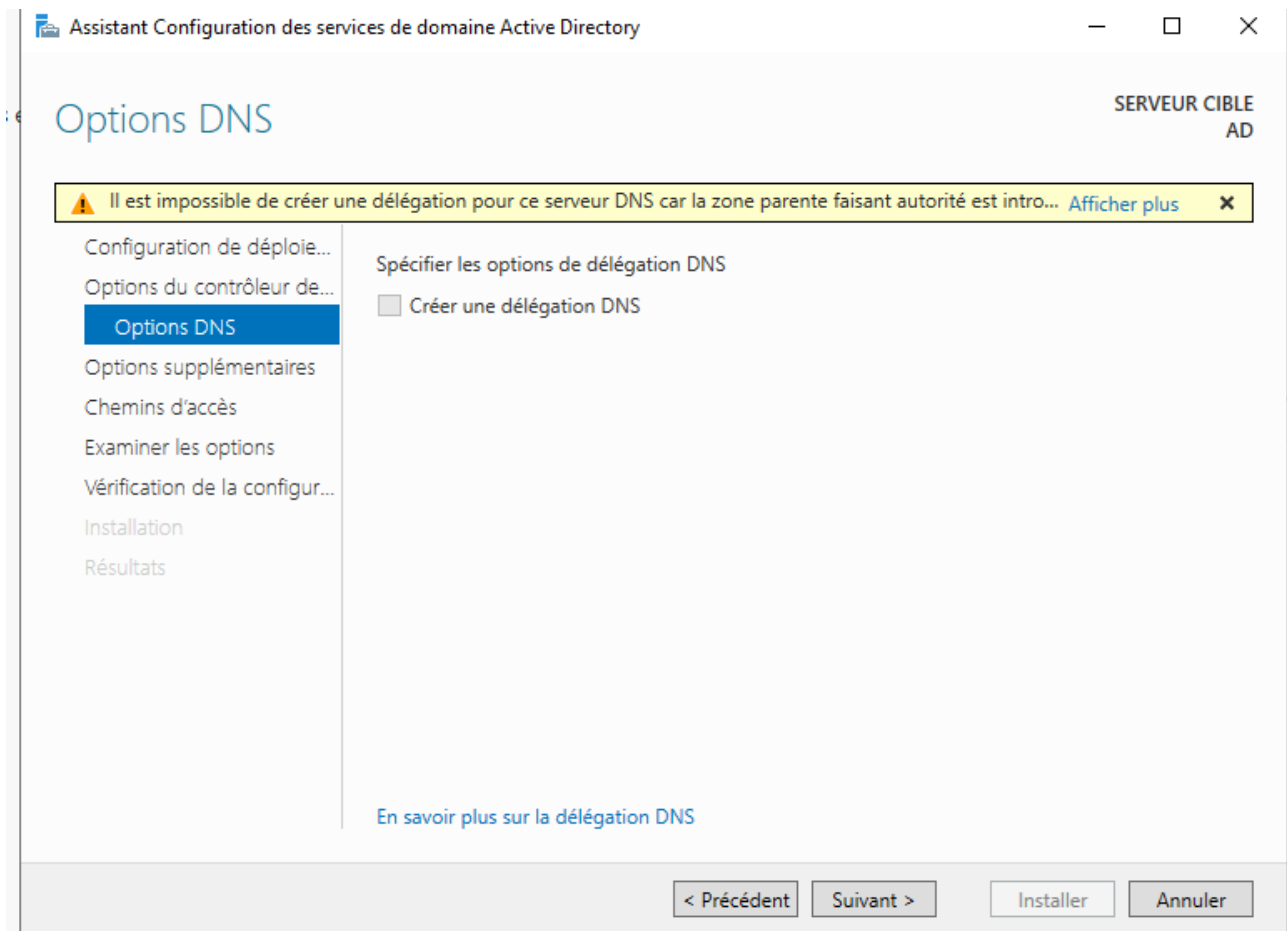 Assistant Configuration des services de domaine Active Directory
Options DNS
SERVEUR CIBLE
AD
Il est impossible de créer une délégation pour ce serveur DNS car la zone parente faisant autorité est intro... Afficher plus
Configuration de déploie...
Options du contrôleur de...
Options DNS
Options supplémentaires
Chemins d'accès
Examiner les options
Vérification de la configur...
Installation
Résultats
Spécifier les options de délégation DNS
Créer une délégation DNS
En savoir plus sur la délégation DNS
< Précédent
Suivant >
Installer
Annuler